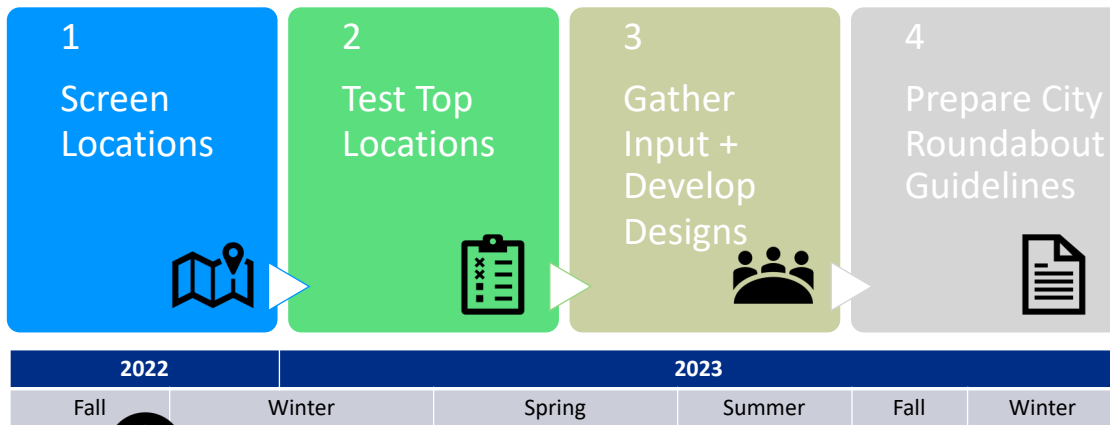 1
Screen
Locations
2
Test Top
Locations
3
Gather
Input +
Develop
Designs
4
Prepare City
Roundabout
Guidelines
2022 2023
Fall Winter Spring Summer Fall Winter